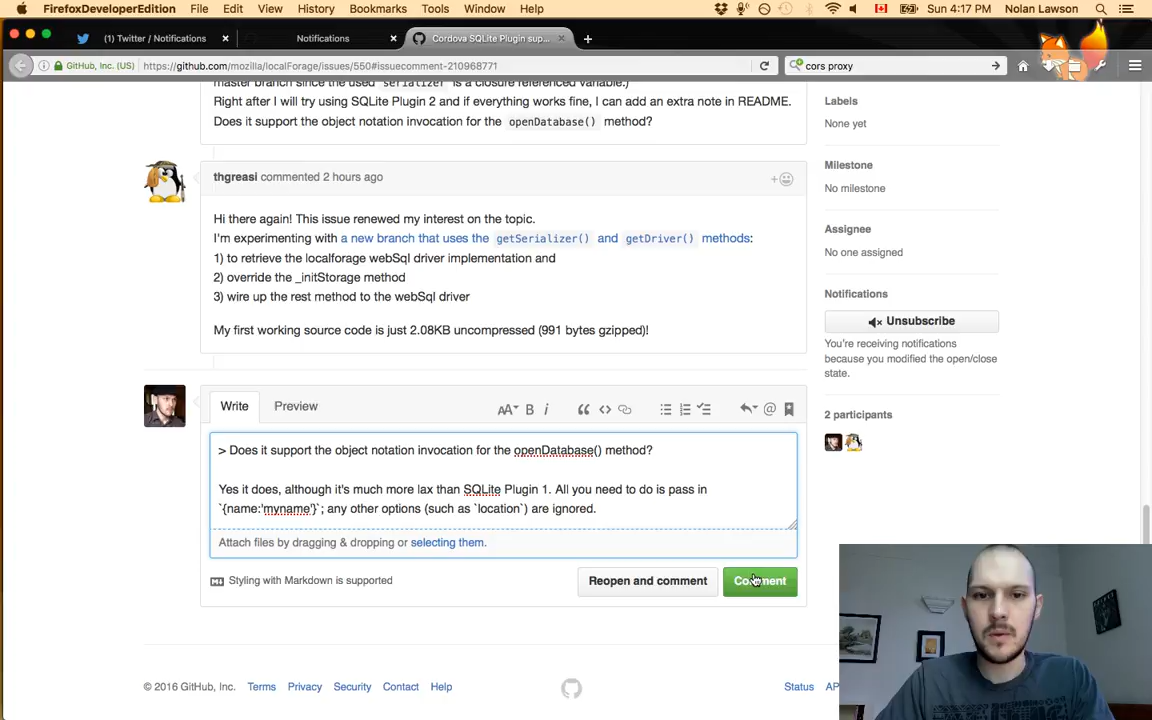 FirefoxDeveloperEdition File Edit View History Bookmarks Tools Window Help Sun 4:17 PM Nolan Lawson
(1) Twitter / Notifications
Notifications
Cordova SQLite Plugin sup...
GitHub, Inc. (US) https://github.com/mozilla/localForage/issues/550#issuecomment-210968771
cors proxy
master branch since the used serializer is a closure referenced variable.)
Right after I will try using SQLite Plugin 2 and if everything works fine, I can add an extra note in README.
Does it support the object notation invocation for the openDatabase() method?
thgreasi commented 2 hours ago
Hi there again! This issue renewed my interest on the topic.
I'm experimenting with a new branch that uses the getSerializer() and getDriver() methods:
1) to retrieve the localforage webSql driver implementation and
2) override the _initStorage method
3) wire up the rest method to the webSql driver
My first working source code is just 2.08KB uncompressed (991 bytes gzipped)!
Write Preview
> Does it support the object notation invocation for the openDatabase() method?
Yes it does, although it's much more lax than SQLite Plugin 1. All you need to do is pass in
`{name:'myname'}`; any other options (such as `location`) are ignored.
Attach files by dragging & dropping or selecting them.
Styling with Markdown is supported
Reopen and comment
Comment
Labels
None yet
Milestone
No milestone
Assignee
No one assigned
Notifications
Unsubscribe
You're receiving notifications
because you modified the open/close
state.
2 participants
© 2016 GitHub, Inc. Terms Privacy Security Contact Help
Status AP